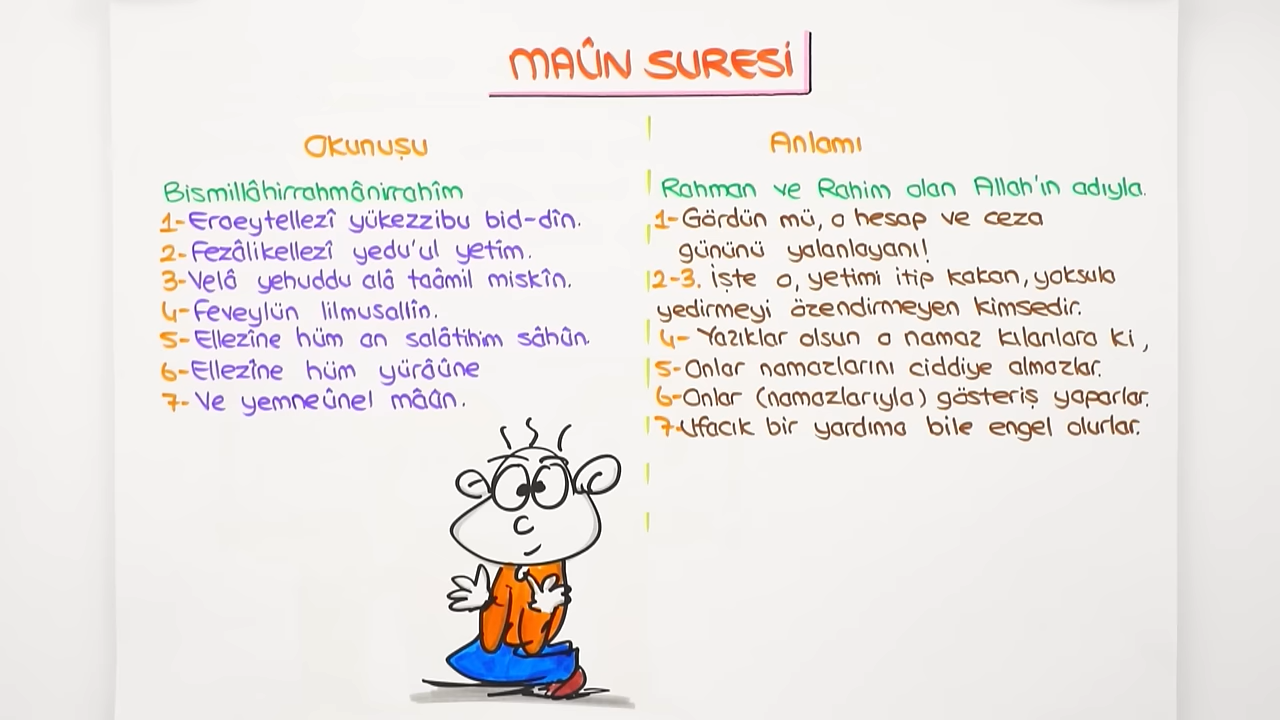 MAÛN SURESİ
Okunuşu
Bismillâhirrahmânirrahîm
1- Eraeytellezî yükezzibu bid-dîn.
2- Fezâlikellezî yedu'ul yetîm.
3- Velâ yehuddu alâ taâmil miskîn.
4- Feveylün lilmusallîn.
5- Ellezîne hüm an salâtihim sâhûn.
6- Ellezîne hüm yürâûne
7- Ve yemneûnel mâûn.
Anlamı
Rahman ve Rahim olan Allah'ın adıyla.
1- Gördün mü, o hesap ve ceza
gününü yalanlayanı!
2-3. İşte o, yetimi itip kakan, yoksula
yedirmeyi özendirmeyen kimsedir.
4- Yazıklar olsun o namaz kılanlara ki,
5- Onlar namazlarını ciddiye almazlar.
6- Onlar (namazlarıyla) gösteriş yaparlar.
7- Ufacık bir yardıma bile engel olurlar.